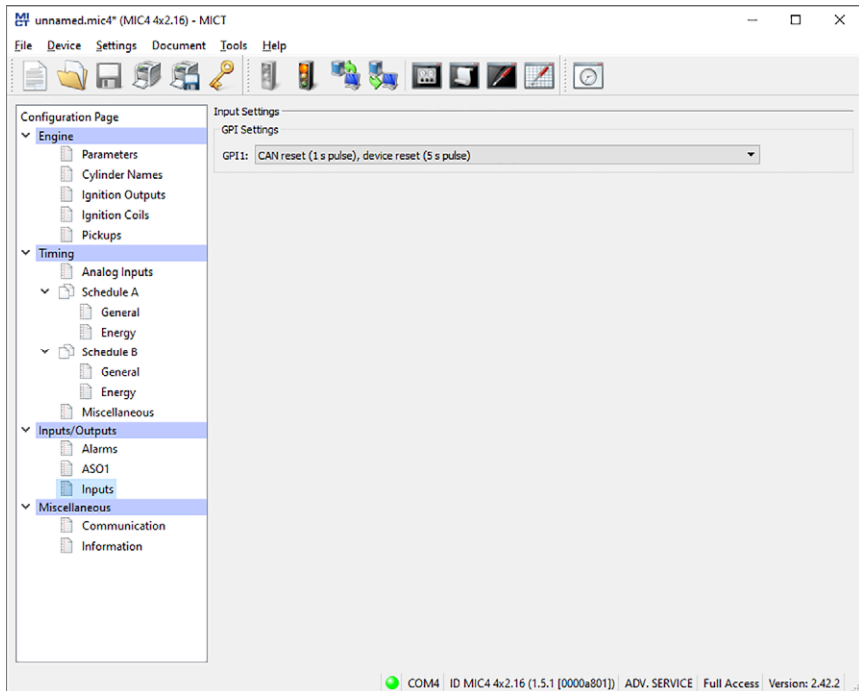 unnamed.mic4* (MIC4 4x2.16) - MICT
File Device Settings Document Tools Help
Configuration Page
Engine
Parameters
Cylinder Names
Ignition Outputs
Ignition Coils
Pickups
Timing
Analog Inputs
Schedule A
General
Energy
Schedule B
General
Energy
Miscellaneous
Inputs/Outputs
Alarms
ASO1
Inputs
Miscellaneous
Communication
Information
Input Settings
GPI Settings
GPI1: CAN reset (1 s pulse), device reset (5 s pulse)
COM4 ID MIC4 4x2.16 (1.5.1 [0000a801]) ADV. SERVICE Full Access Version: 2.42.2